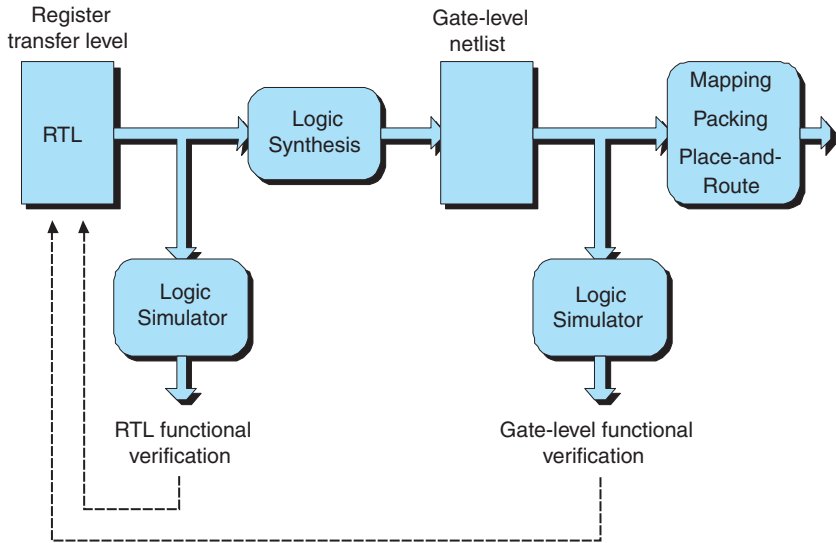 Register
transfer level
RTL
Logic
Synthesis
Gate-level
netlist
Mapping
Packing
Place-and-
Route
Logic
Simulator
Logic
Simulator
RTL functional
verification
Gate-level functional
verification